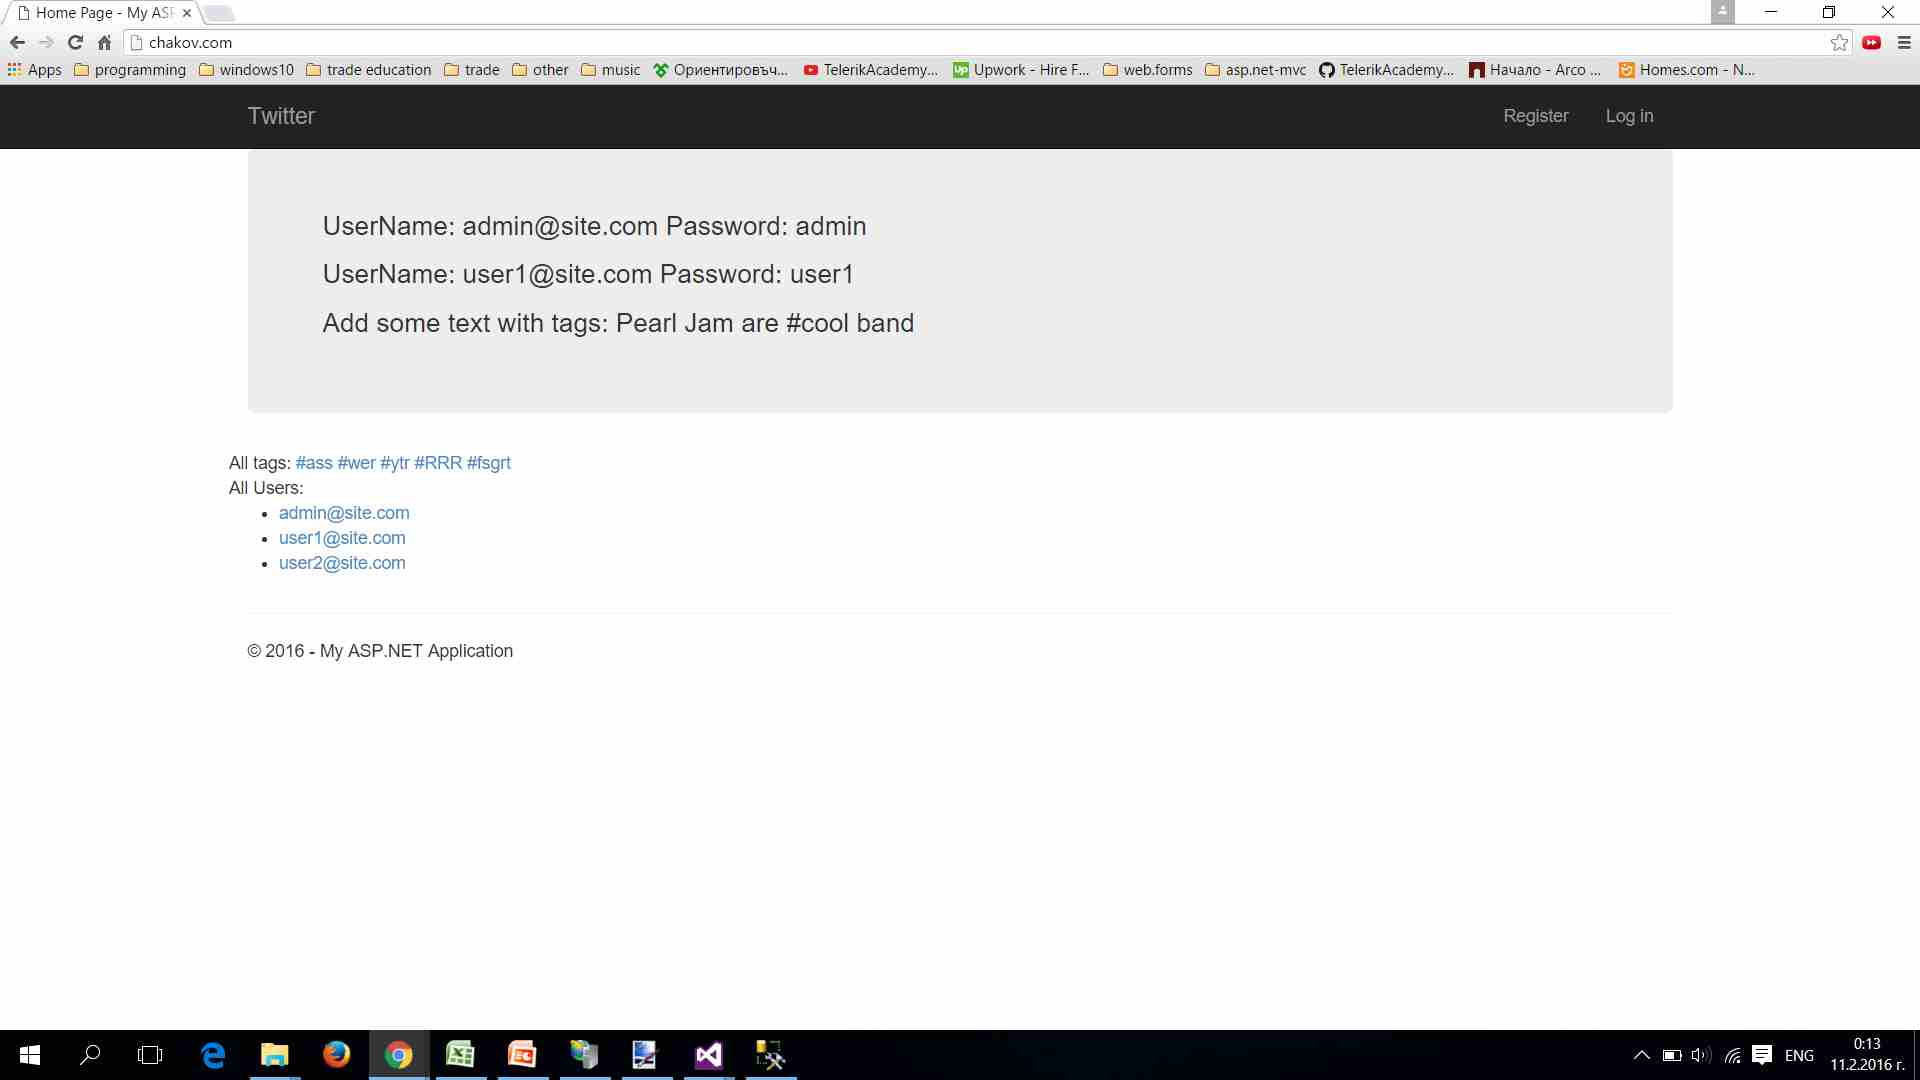 Home Page - My AS
chakov.com
Apps programming windows10 trade education trade other music Ориентировъч... TelerikAcademy... Upwork - Hire F... web.forms asp.net-mvc TelerikAcademy... Начало - Arco ... Homes.com - N...
Twitter Register Log in
UserName: admin@site.com Password: admin
UserName: user1@site.com Password: user1
Add some text with tags: Pearl Jam are #cool band
All tags: #ass #wer #ytr #RRR #fsgrt
All Users:
admin@site.com
user1@site.com
user2@site.com
© 2016 - My ASP.NET Application
ENG
0:13
11.2.2016 г.